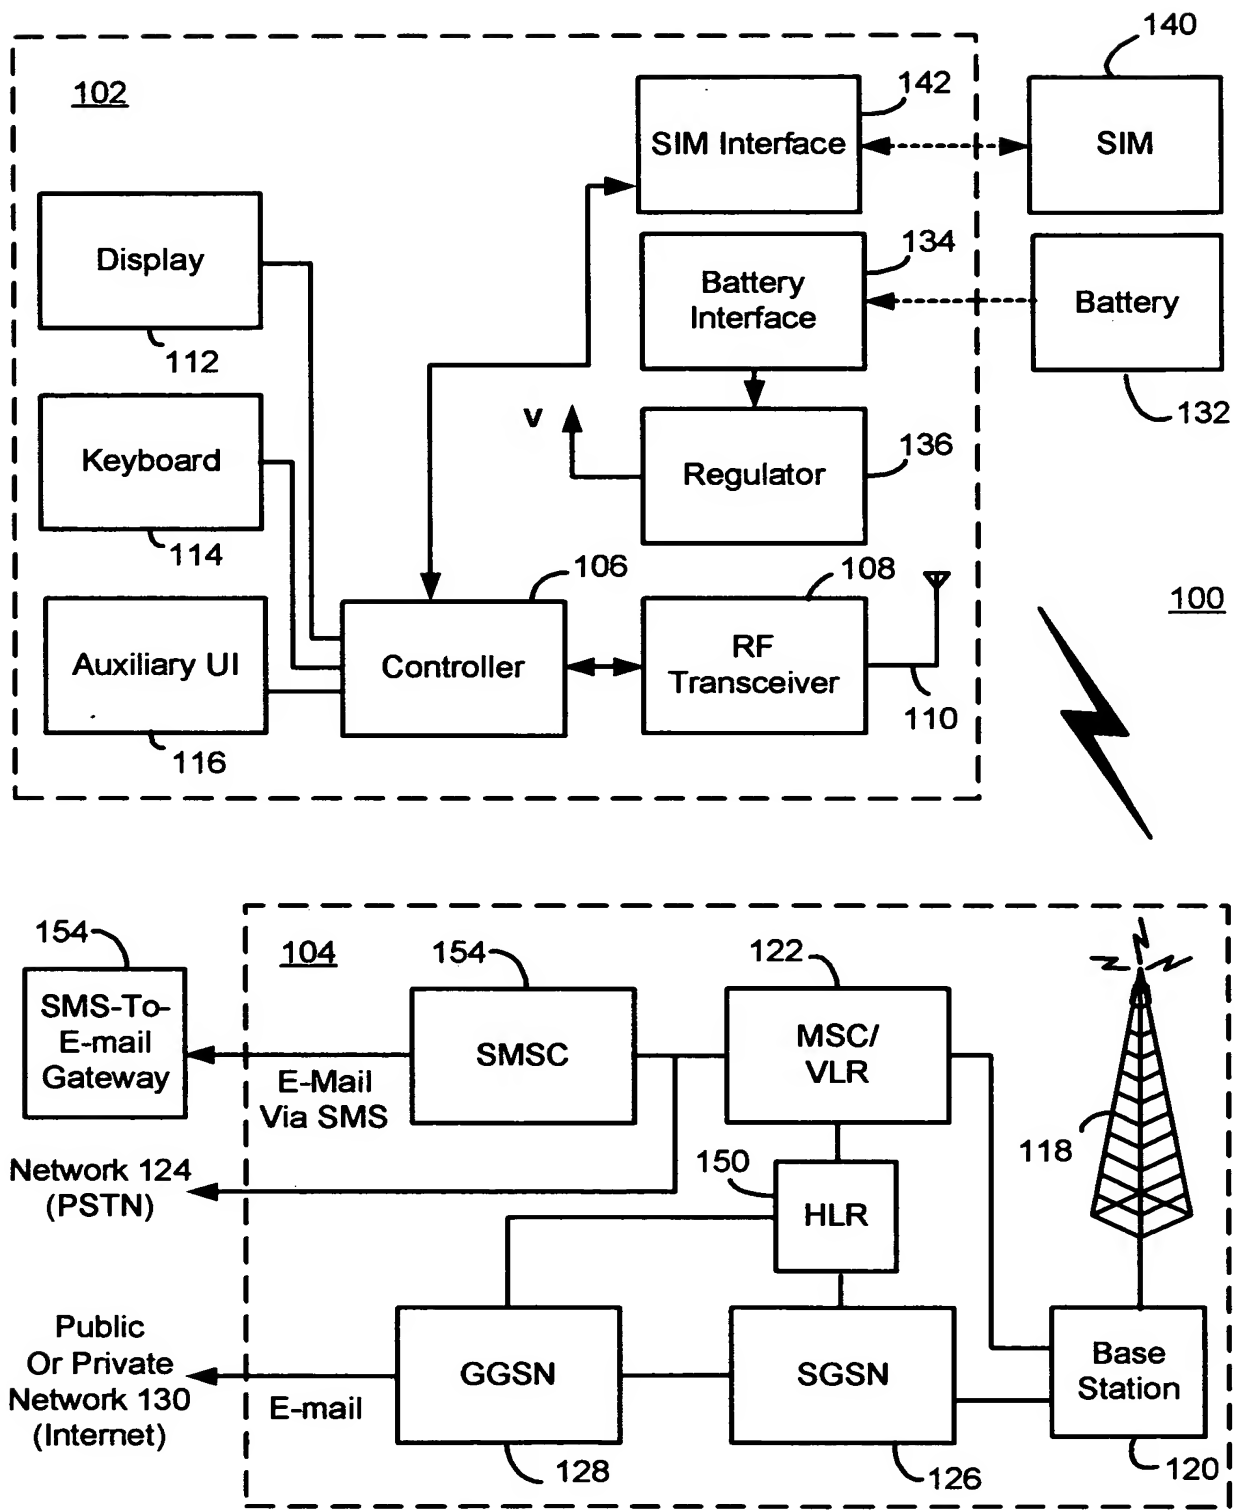 140
102
142
SIM Interface
SIM
Display
112
134
Battery
Interface
Battery
132
V
Keyboard
114
Regulator
136
106
108
100
Auxiliary UI
116
Controller
RF
Transceiver
110
154
SMS-To-
E-mail
Gateway
104
154
SMSC
122
MSC/
VLR
E-Mail
Via SMS
118
Network 124
(PSTN)
150
HLR
Public
Or Private
Network 130
(Internet)
E-mail
GGSN
128
SGSN
126
Base
Station
120